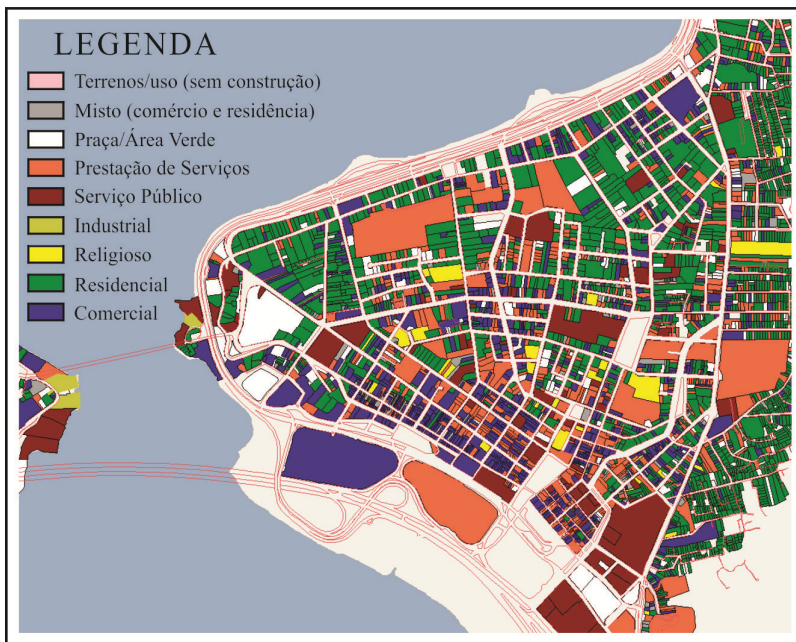 LEGENDA
Terrenos/uso (sem construção)
Misto (comércio e residência)
Praça/Área Verde
Prestação de Serviços
Serviço Público
Industrial
Religioso
Residencial
Comercial